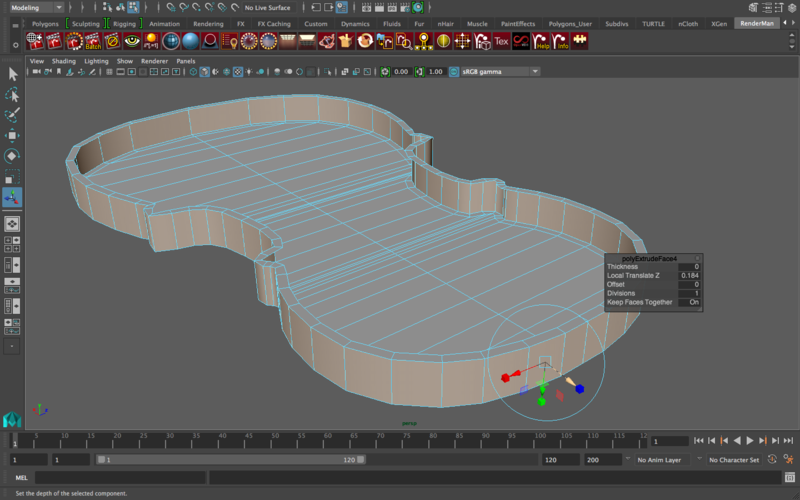 Modeling No Live Surface
Polygons Sculpting Rigging Animation Rendering FX FX Caching Custom Dynamics Fluids Fur nHair Muscle PaintEffects Polygons_User Subdivs TURTLE nCloth XGen RenderMan
Batch Tex Help Info
View Shading Lighting Show Renderer Panels
0.00 1.00 sRGB gamma
polyExtrudeFace4
Thickness 0
Local Translate Z 0.184
Offset 0
Divisions 1
Keep Faces Together On
persp
1 5 10 15 20 25 30 35 40 45 50 55 60 65 70 75 80 85 90 95 100 105 110 115 12 1
1 1 1 120 120 200 No Anim Layer No Character Set
MEL
Set the depth of the selected component.